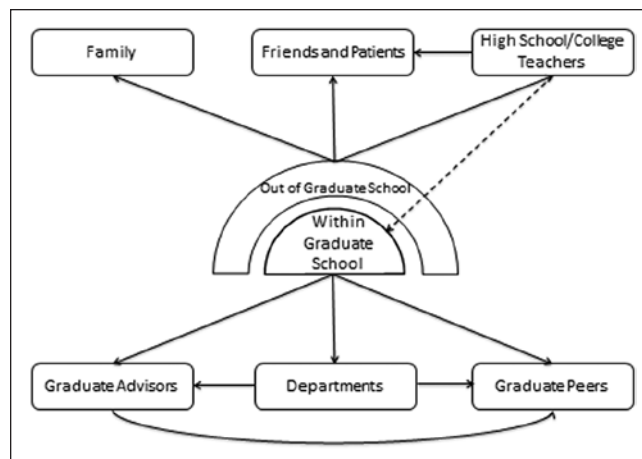 Family
Friends and Patients
High School/College
Teachers
Out of Graduate School
Within
Graduate
School
Graduate Advisors
Departments
Graduate Peers